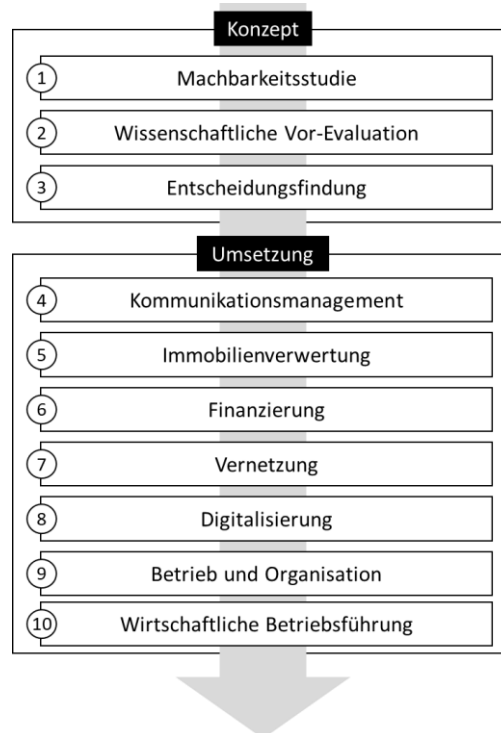 Konzept
1 Machbarkeitsstudie
2 Wissenschaftliche Vor-Evaluation
3 Entscheidungsfindung
Umsetzung
4 Kommunikationsmanagement
5 Immobilienverwertung
6 Finanzierung
7 Vernetzung
8 Digitalisierung
9 Betrieb und Organisation
10 Wirtschaftliche Betriebsführung